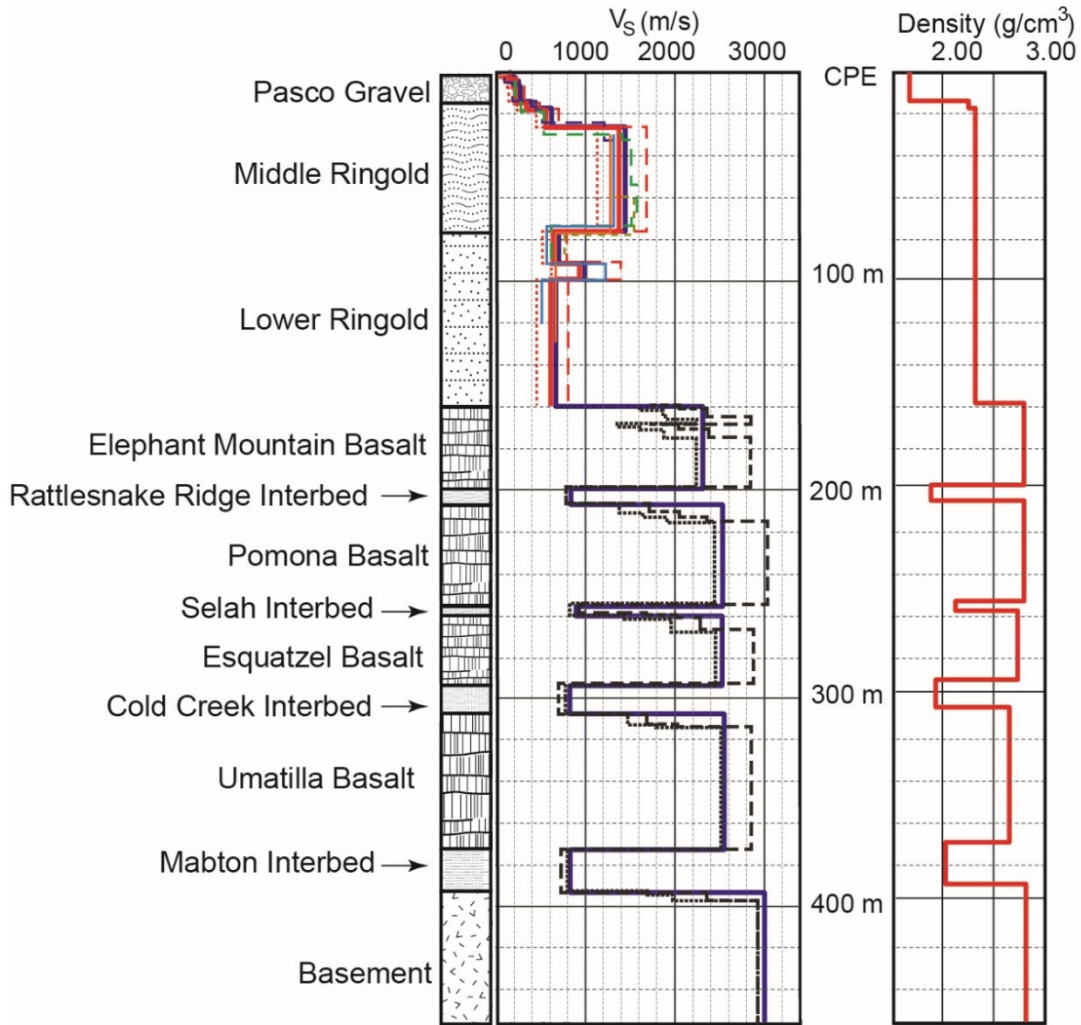 V_S (m/s)
Density (g/cm³)
0 1000 2000 3000
CPE
2.00 3.00
Pasco Gravel
Middle Ringold
100 m
Lower Ringold
Elephant Mountain Basalt
Rattlesnake Ridge Interbed
200 m
Pomona Basalt
Selah Interbed
Esquatzel Basalt
Cold Creek Interbed
300 m
Umatilla Basalt
Mabton Interbed
400 m
Basement